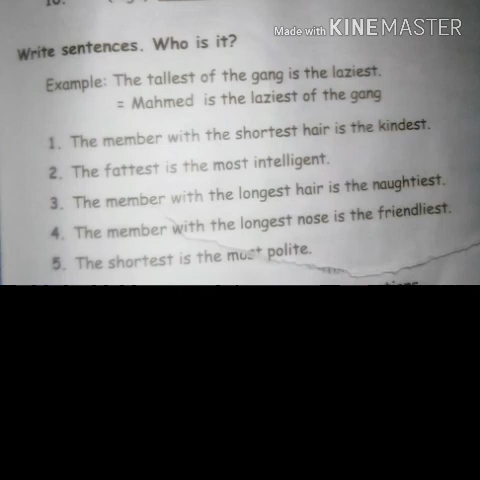 Made with KINEMASTER
Write sentences. Who is it?
Example: The tallest of the gang is the laziest.
= Mahmed is the laziest of the gang
1. The member with the shortest hair is the kindest.
2. The fattest is the most intelligent.
3. The member with the longest hair is the naughtiest.
4. The member with the longest nose is the friendliest.
5. The shortest is the most polite.